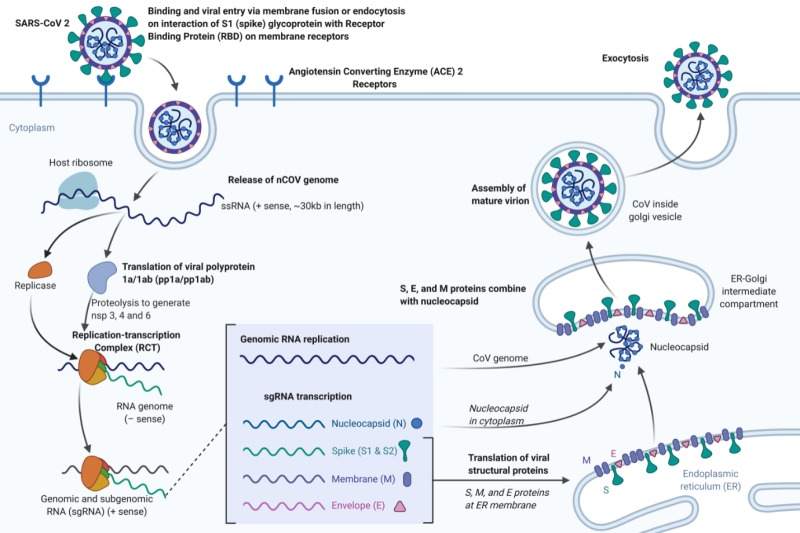 SARS-CoV 2
Binding and viral entry via membrane fusion or endocytosis
on interaction of S1 (spike) glycoprotein with Receptor
Binding Protein (RBD) on membrane receptors
Angiotensin Converting Enzyme (ACE) 2
Receptors
Exocytosis
Cytoplasm
Host ribosome
Release of nCOV genome
ssRNA (+ sense, ~30kb in length)
Assembly of
mature virion
CoV inside
golgi vesicle
Replicase
Translation of viral polyprotein
1a/1ab (pp1a/pp1ab)
Proteolysis to generate
nsp 3, 4 and 6
S, E, and M proteins combine
with nucleocapsid
ER-Golgi
intermediate
compartment
Replication-transcription
Complex (RCT)
RNA genome
(– sense)
Genomic RNA replication
CoV genome
Nucleocapsid
N
sgRNA transcription
Nucleocapsid (N)
Spike (S1 & S2)
Membrane (M)
Envelope (E)
Nucleocapsid
in cytoplasm
Translation of viral
structural proteins
S, M, and E proteins
at ER membrane
M
E
S
Endoplasmic
reticulum (ER)
Genomic and subgenomic
RNA (sgRNA) (+ sense)